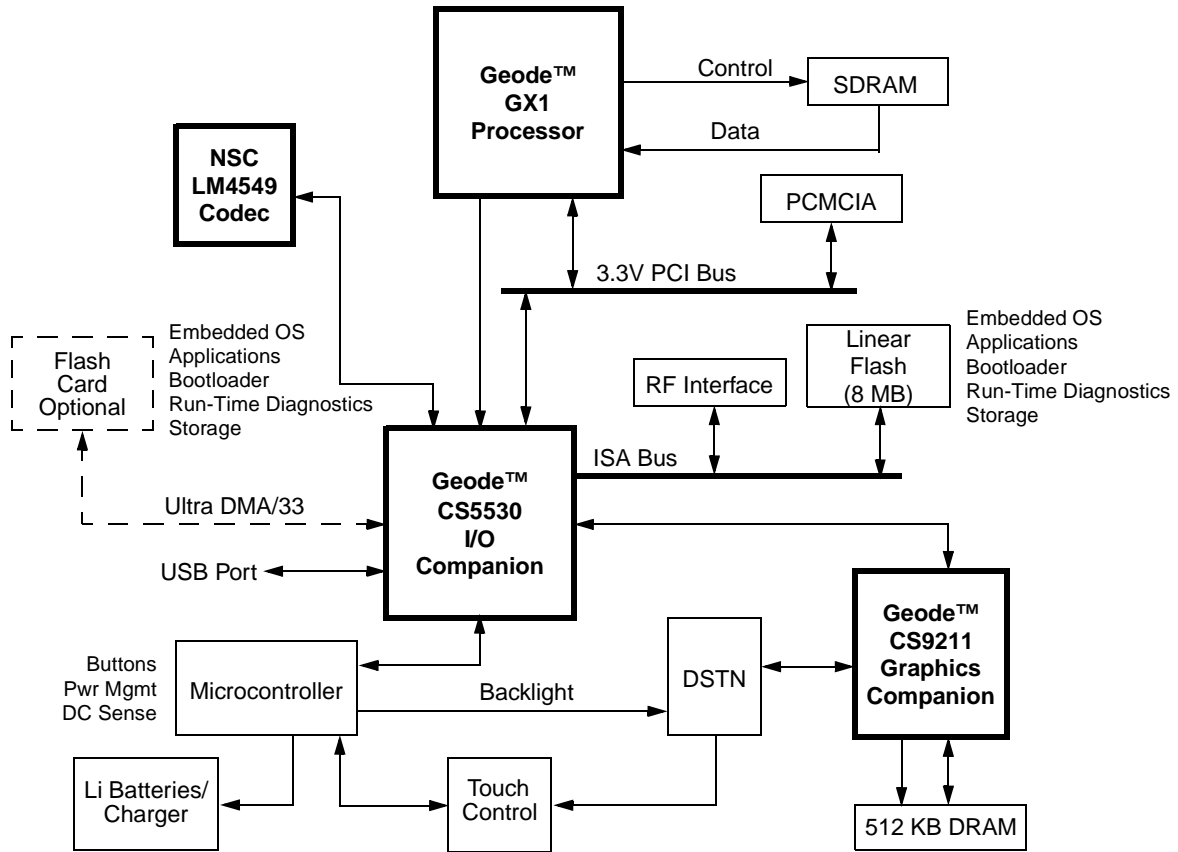 Geode™
GX1
Processor
Control
SDRAM
Data
NSC
LM4549
Codec
PCMCIA
3.3V PCI Bus
Flash
Card
Optional
Embedded OS
Applications
Bootloader
Run-Time Diagnostics
Storage
RF Interface
Linear
Flash
(8 MB)
Embedded OS
Applications
Bootloader
Run-Time Diagnostics
Storage
ISA Bus
Geode™
CS5530
I/O
Companion
Ultra DMA/33
USB Port
Geode™
CS9211
Graphics
Companion
Buttons
Pwr Mgmt
DC Sense
Microcontroller
Backlight
DSTN
Li Batteries/
Charger
Touch
Control
512 KB DRAM